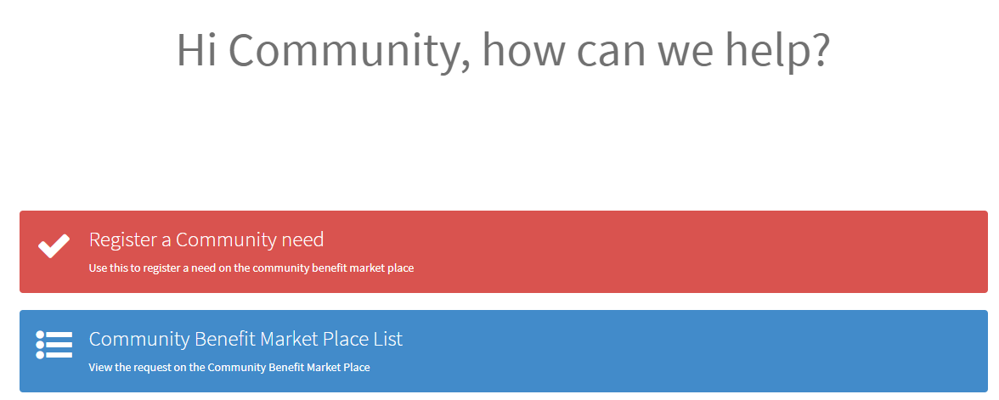 Hi Community, how can we help?
Register a Community need
Use this to register a need on the community benefit market place
Community Benefit Market Place List
View the request on the Community Benefit Market Place